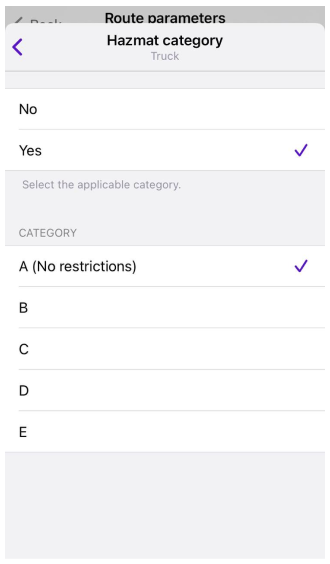 Back Route parameters
Hazmat category
Truck
No
Yes
Select the applicable category.
CATEGORY
A (No restrictions)
B
C
D
E